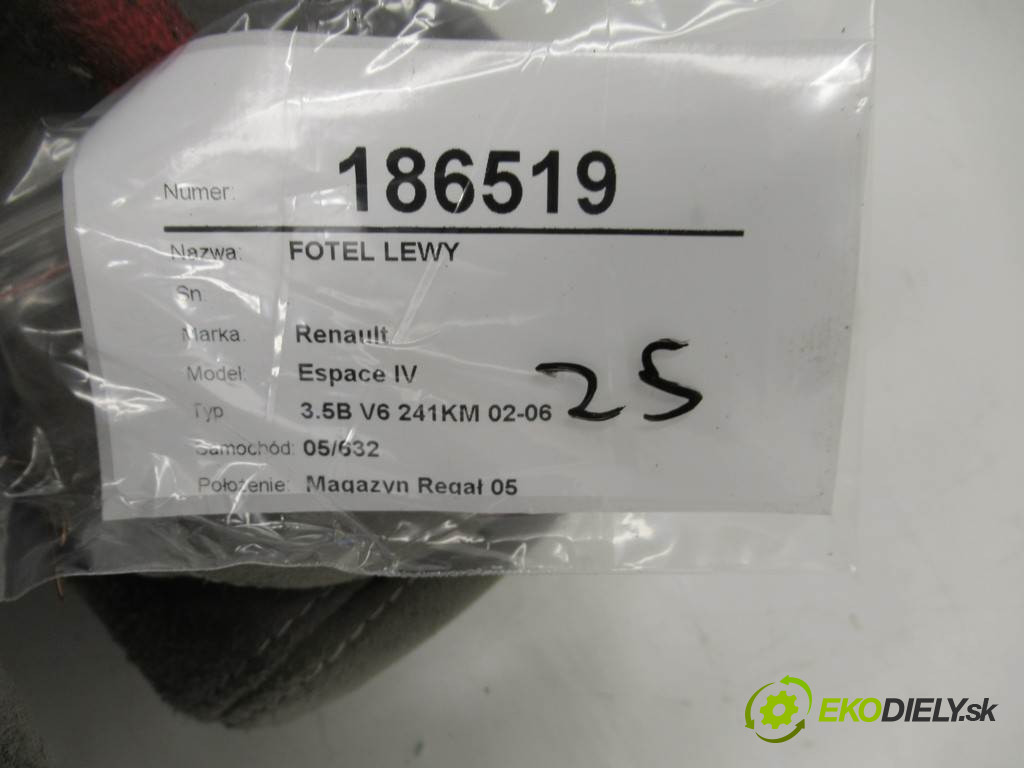 Numer: 186519
Nazwa: FOTEL LEWY
Sn.
Marka: Renault
Model: Espace IV
Typ 3.5B V6 241KM 02-06
25
Samochód: 05/632
Położenie: Magazyn Regał 05
EKODIELY.sk